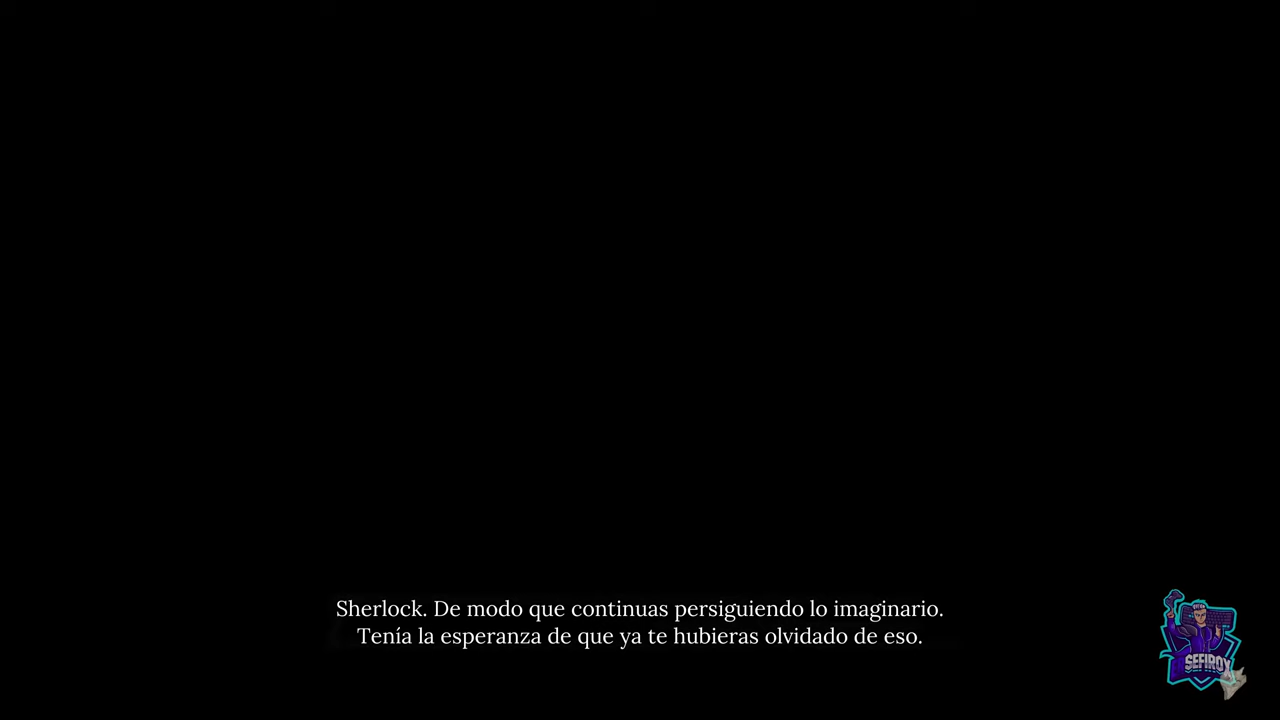 Sherlock. De modo que continuas persiguiendo lo imaginario.
Tenía la esperanza de que ya te hubieras olvidado de eso.
SEFIROX